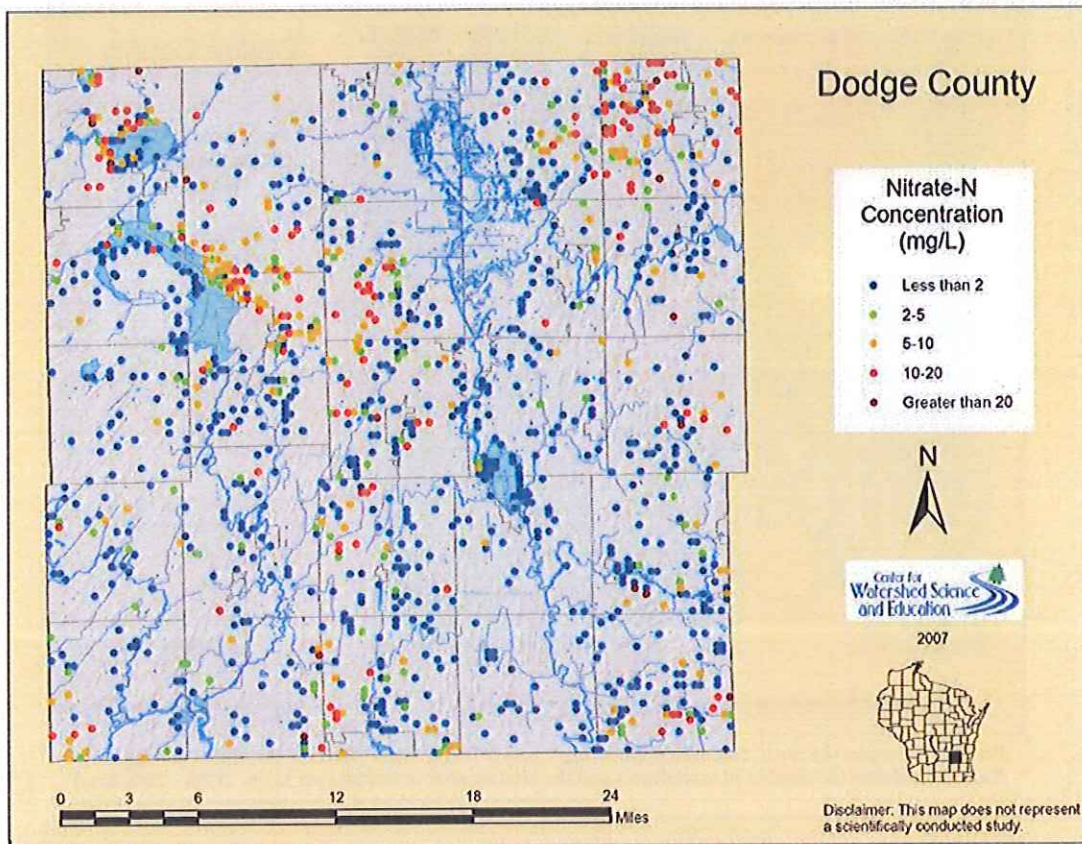 Dodge County
Nitrate-N
Concentration
(mg/L)
Less than 2
2-5
5-10
10-20
Greater than 20
N
Center for
Watershed Science
and Education
2007
0 3 6 12 18 24
Miles
Disclaimer: This map does not represent
a scientifically conducted study.